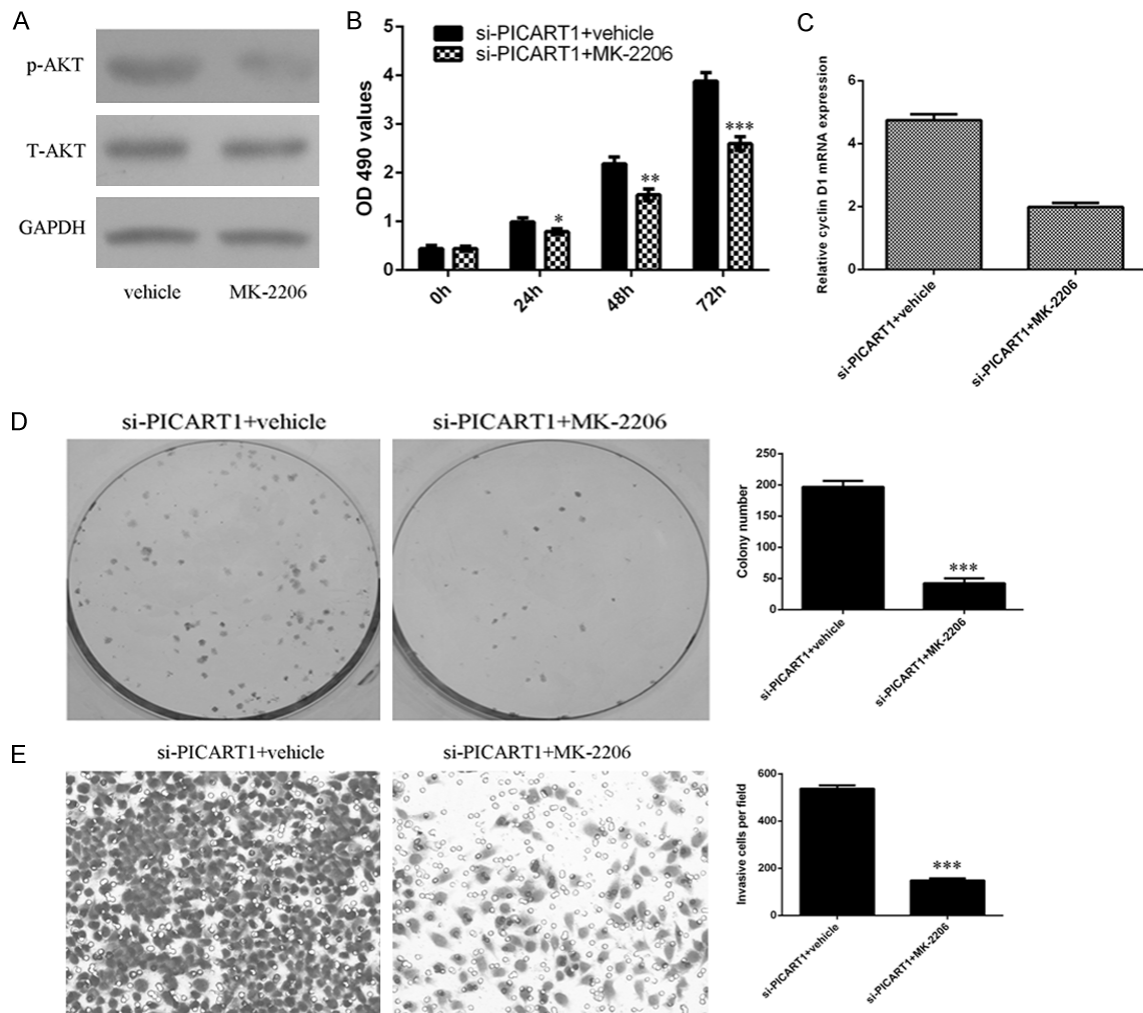 A
p-AKT
T-AKT
GAPDH
vehicle MK-2206
B
si-PICART1+vehicle
si-PICART1+MK-2206
OD 490 values
5
4
3
2
1
0
*
**
***
0h
24h
48h
72h
C
Relative cyclin D1 mRNA expression
6
4
2
0
si-PICART1+vehicle
si-PICART1+MK-2206
D
si-PICART1+vehicle
si-PICART1+MK-2206
Colony number
250
200
150
100
50
0
***
si-PICART1+vehicle
si-PICART1+MK-2206
E
si-PICART1+vehicle
si-PICART1+MK-2206
Invasive cells per field
600
400
200
0
***
si-PICART1+vehicle
si-PICART1+MK-2206